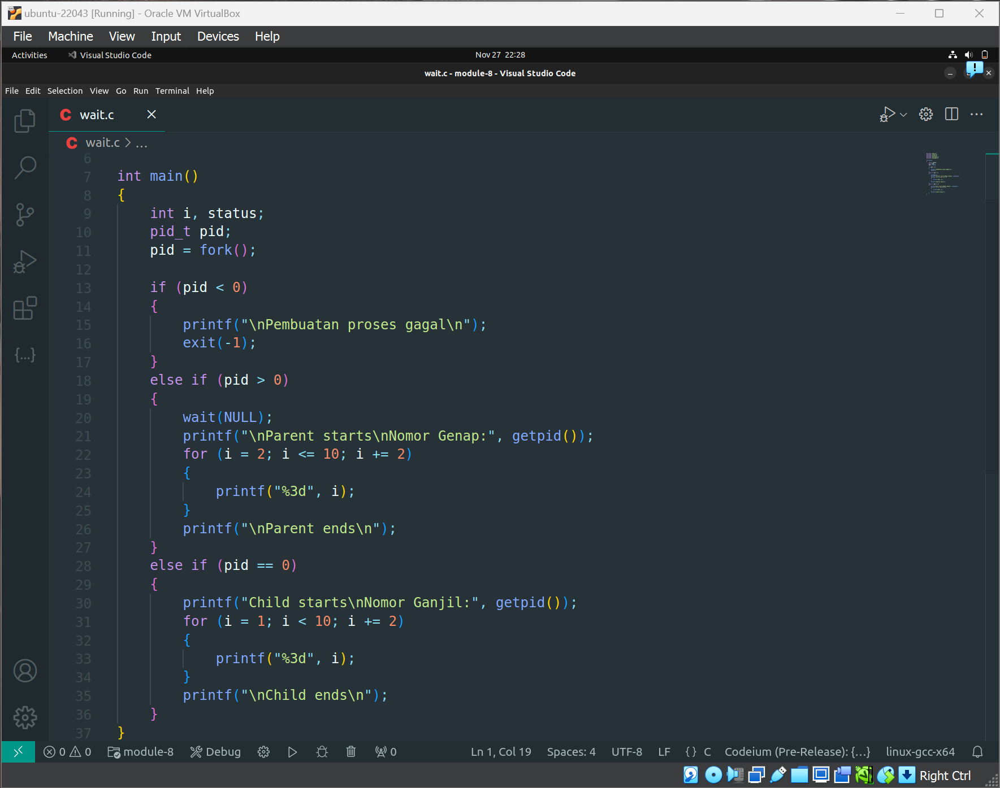 ubuntu-22043 [Running] - Oracle VM VirtualBox
File Machine View Input Devices Help
Activities Visual Studio Code Nov 27 22:28
wait.c - module-8 - Visual Studio Code
File Edit Selection View Go Run Terminal Help
C wait.c
C wait.c > ...
6
7 int main()
8 {
9     int i, status;
10     pid_t pid;
11     pid = fork();
12
13     if (pid < 0)
14     {
15         printf("\nPembuatan proses gagal\n");
16         exit(-1);
17     }
18     else if (pid > 0)
19     {
20         wait(NULL);
21         printf("\nParent starts\nNomor Genap:", getpid());
22         for (i = 2; i <= 10; i += 2)
23         {
24             printf("%3d", i);
25         }
26         printf("\nParent ends\n");
27     }
28     else if (pid == 0)
29     {
30         printf("Child starts\nNomor Ganjil:", getpid());
31         for (i = 1; i < 10; i += 2)
32         {
33             printf("%3d", i);
34         }
35         printf("\nChild ends\n");
36     }
37 }
0 0 module-8 Debug 0 Ln 1, Col 19 Spaces: 4 UTF-8 LF {} C Codeium (Pre-Release): {...} linux-gcc-x64
Right Ctrl